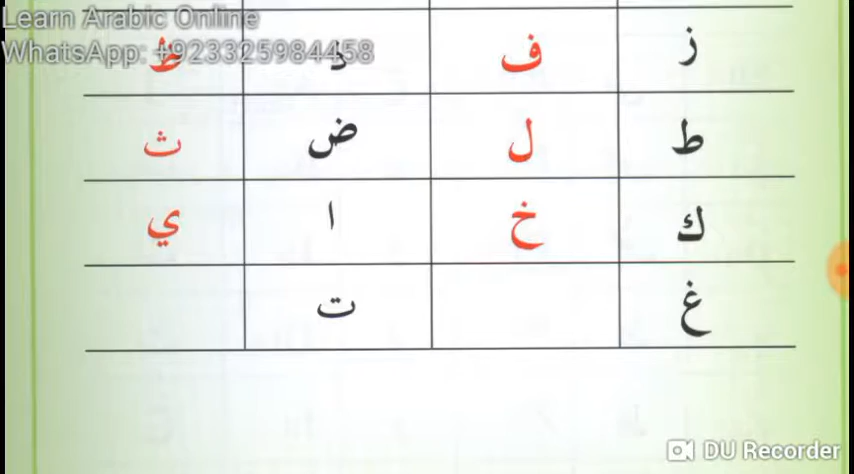 Learn Arabic Online
WhatsApp: +923325984458
ز ف د ظ
ط ل ض ث
ك خ ا ي
غ ت
DU Recorder